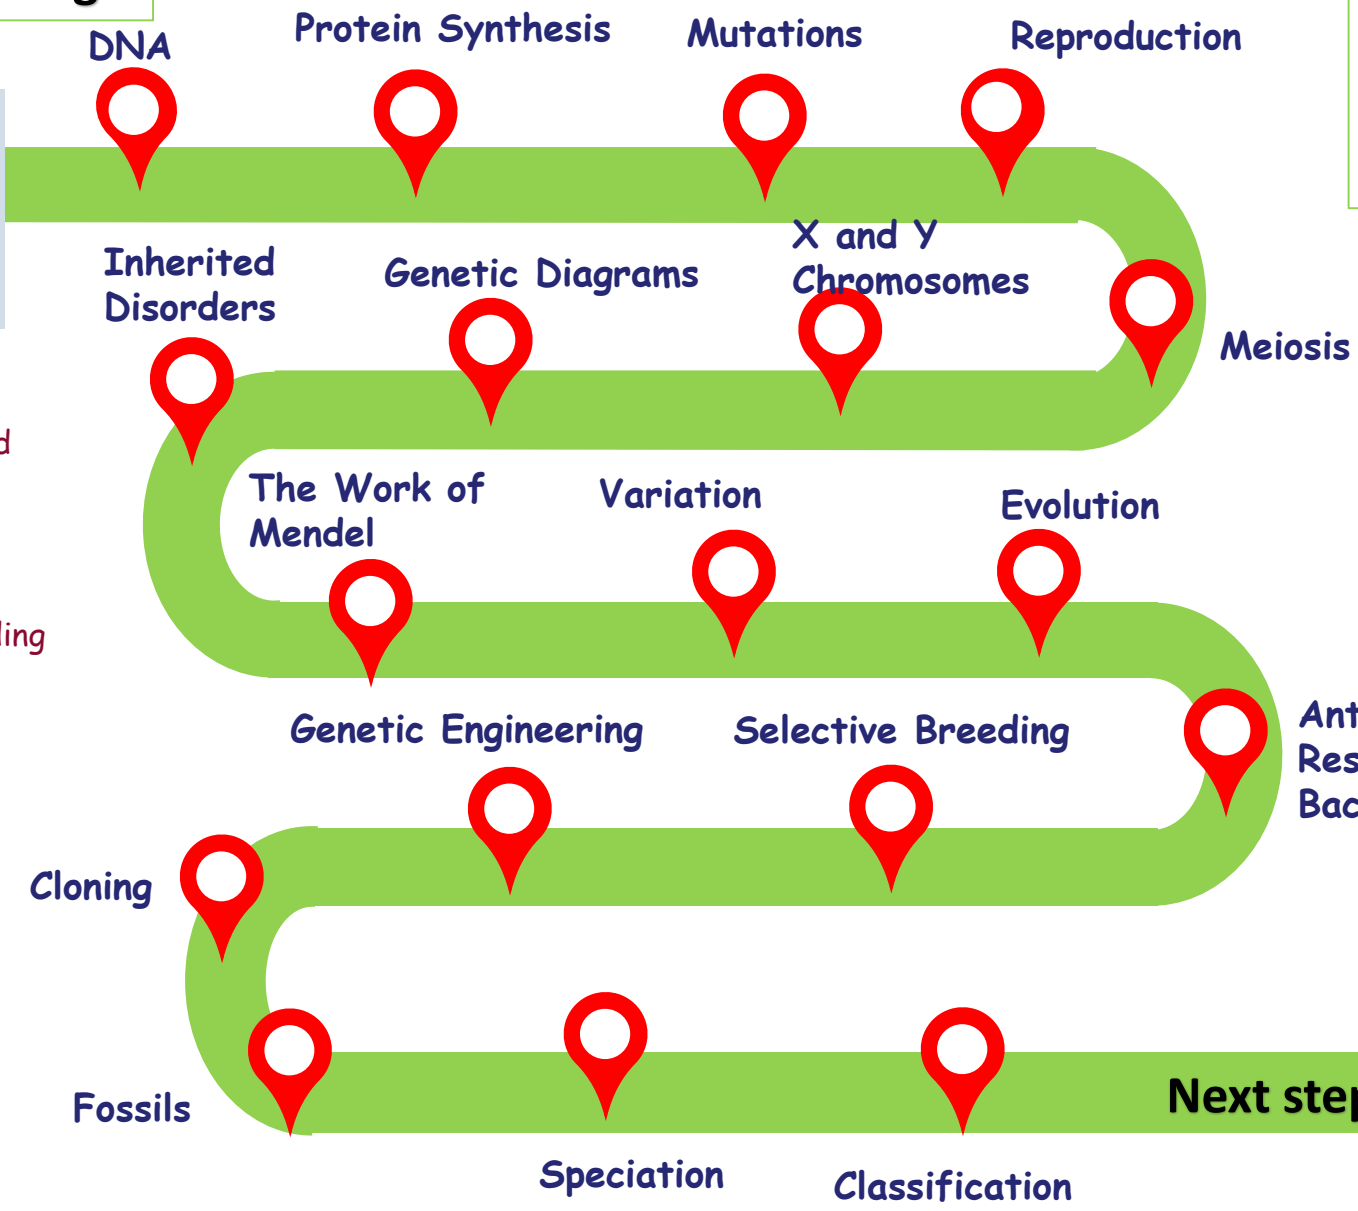 DNA
Protein Synthesis
Mutations
Reproduction
Meiosis
X and Y
Chromosomes
Genetic Diagrams
Inherited
Disorders
The Work of
Mendel
Variation
Evolution
Ant
Res
Bac
Selective Breeding
Genetic Engineering
Cloning
Fossils
Speciation
Classification
Next step